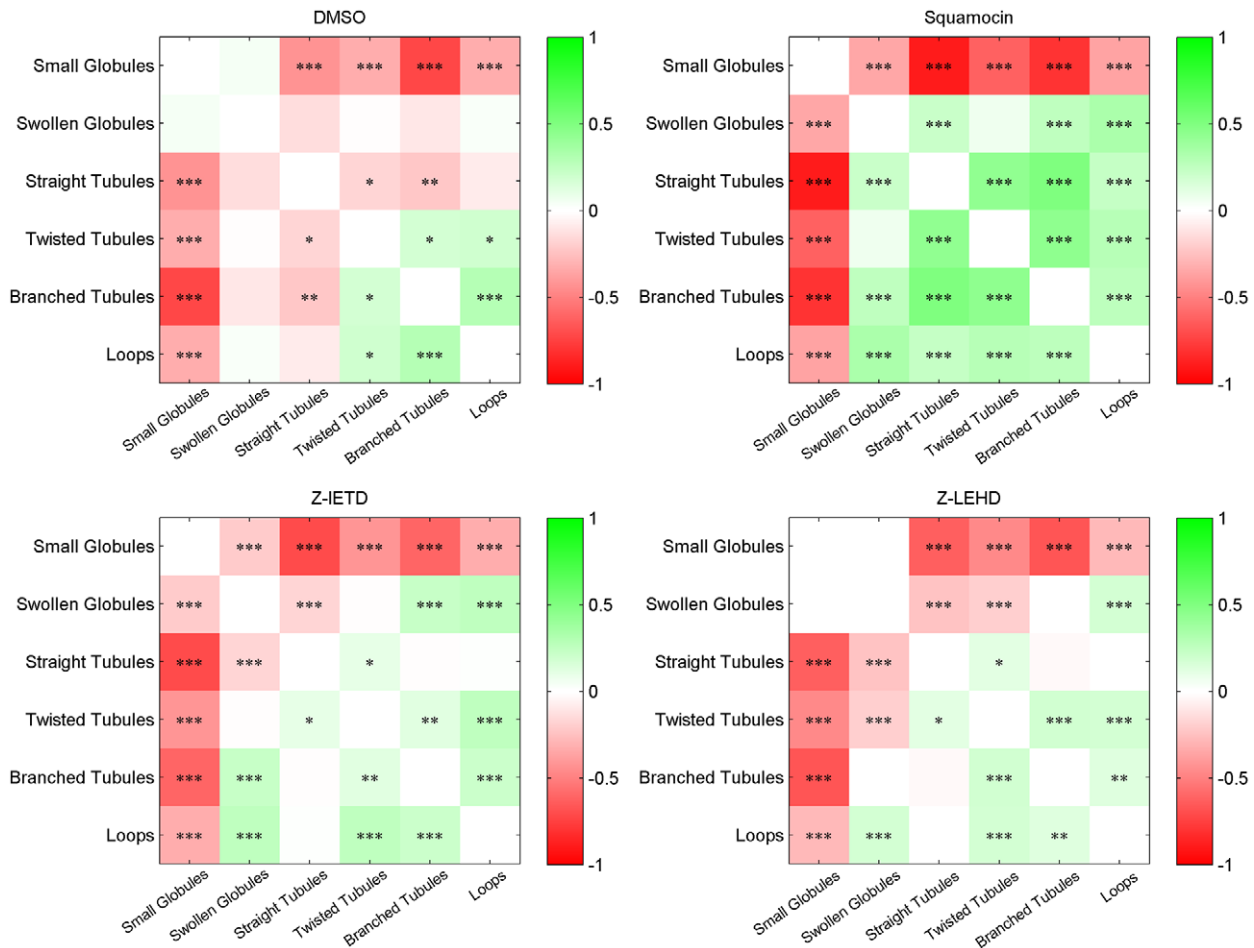 DMSO
Small Globules *** *** *** ***
Swollen Globules
Straight Tubules *** * **
Twisted Tubules *** * * *
Branched Tubules *** ** * ***
Loops *** * ***
Small Globules
Swollen Globules
Straight Tubules
Twisted Tubules
Branched Tubules
Loops
1
0.5
0
-0.5
-1
Squamocin
Small Globules *** *** *** *** ***
Swollen Globules *** *** *** ***
Straight Tubules *** *** *** *** ***
Twisted Tubules *** *** *** ***
Branched Tubules *** *** *** *** ***
Loops *** *** *** *** ***
Small Globules
Swollen Globules
Straight Tubules
Twisted Tubules
Branched Tubules
Loops
1
0.5
0
-0.5
-1
Z-IETD
Small Globules *** *** *** *** ***
Swollen Globules *** *** *** ***
Straight Tubules *** *** *
Twisted Tubules *** * ** ***
Branched Tubules *** *** ** ***
Loops *** *** *** ***
Small Globules
Swollen Globules
Straight Tubules
Twisted Tubules
Branched Tubules
Loops
1
0.5
0
-0.5
-1
Z-LEHD
Small Globules *** *** *** ***
Swollen Globules *** *** ***
Straight Tubules *** *** *
Twisted Tubules *** *** * *** ***
Branched Tubules *** *** **
Loops *** *** *** **
Small Globules
Swollen Globules
Straight Tubules
Twisted Tubules
Branched Tubules
Loops
1
0.5
0
-0.5
-1